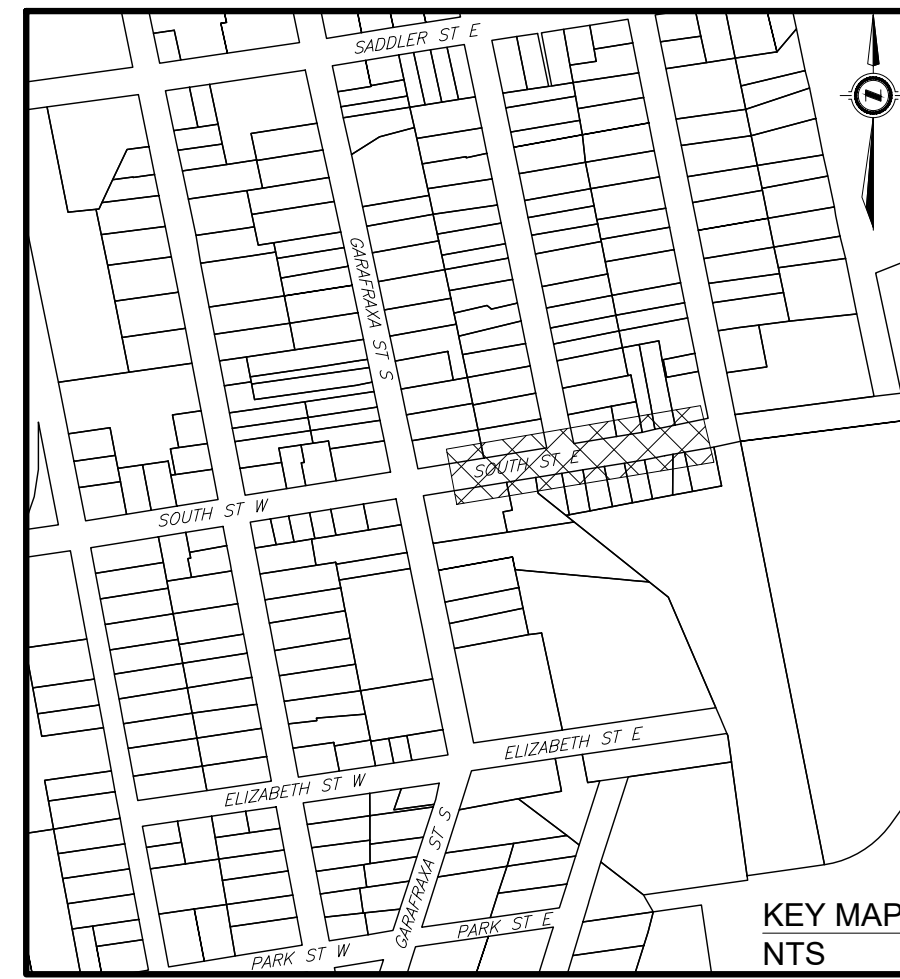 SADDLER ST E
GARAFRAXA ST S
SOUTH ST E
SOUTH ST W
ELIZABETH ST E
ELIZABETH ST W
GARAFRAXA ST S
PARK ST E
PARK ST W
KEY MAP
NTS